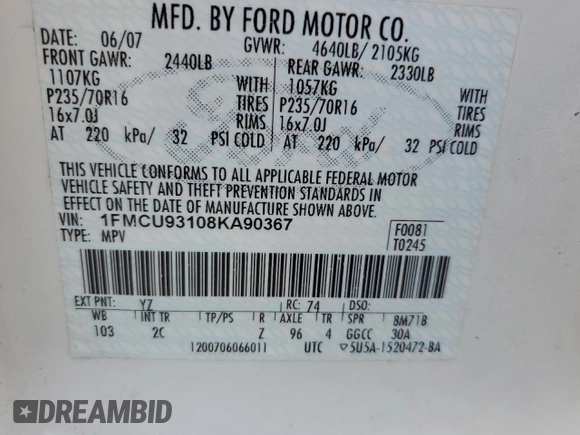 MFD. BY FORD MOTOR CO.
DATE: 06/07 GVWR: 4640LB/ 2105KG
FRONT GAWR: 2440LB REAR GAWR: 2330LB
1107KG WITH 1057KG WITH
P235/70R16 TIRES P235/70R16 TIRES
16x7.0J RIMS 16x7.0J RIMS
AT 220 kPa/ 32 PSI COLD AT 220 kPa/ 32 PSI COLD
THIS VEHICLE CONFORMS TO ALL APPLICABLE FEDERAL MOTOR
VEHICLE SAFETY AND THEFT PREVENTION STANDARDS IN
EFFECT ON THE DATE OF MANUFACTURE SHOWN ABOVE.
VIN: 1FMCU93108KA90367 F0081
TYPE: MPV T0245
EXT PNT: YZ RC: 74 DSO:
WB INT TR TP/PS R AXLE TR SPR 8M71B
103 2C Z 96 4 GGCC 30A
1200706066011 UTC 5U5A-1520472-BA
Ford
DREAMBID